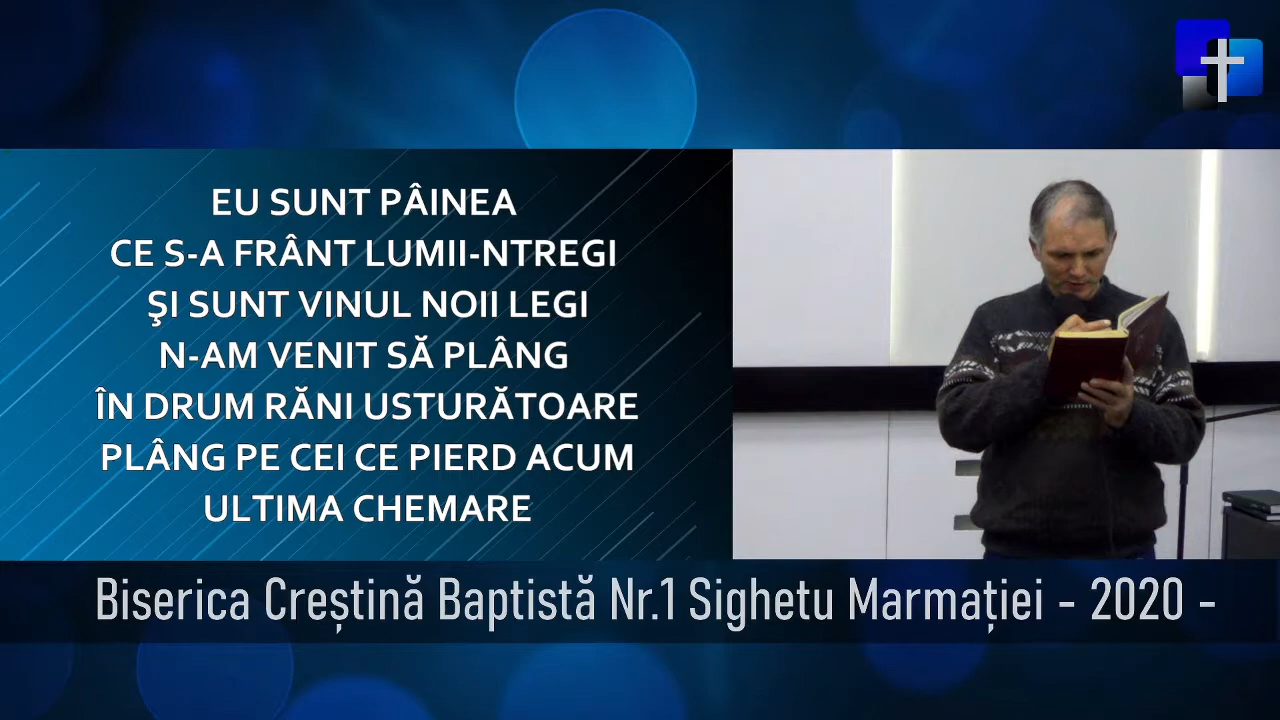 EU SUNT PÂINEA
CE S-A FRÂNT LUMII-NTREGI
ŞI SUNT VINUL NOII LEGI
N-AM VENIT SĂ PLÂNG
ÎN DRUM RĂNI USTURĂTOARE
PLÂNG PE CEI CE PIERD ACUM
ULTIMA CHEMARE
Biserica Creștină Baptistă Nr.1 Sighetu Marmației - 2020 -